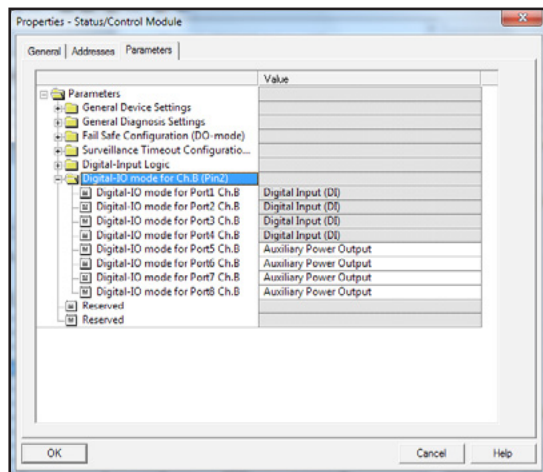 Properties - Status/Control Module
General Addresses Parameters
Value
Parameters
General Device Settings
General Diagnosis Settings
Fail Safe Configuration (DO-mode)
Surveillance Timeout Configuratio...
Digital-Input Logic
Digital-IO mode for Ch.B (Pin2)
Digital-IO mode for Port1 Ch.B Digital Input (DI)
Digital-IO mode for Port2 Ch.B Digital Input (DI)
Digital-IO mode for Port3 Ch.B Digital Input (DI)
Digital-IO mode for Port4 Ch.B Digital Input (DI)
Digital-IO mode for Port5 Ch.B Auxiliary Power Output
Digital-IO mode for Port6 Ch.B Auxiliary Power Output
Digital-IO mode for Port7 Ch.B Auxiliary Power Output
Digital-IO mode for Port8 Ch.B Auxiliary Power Output
Reserved
Reserved
OK Cancel Help